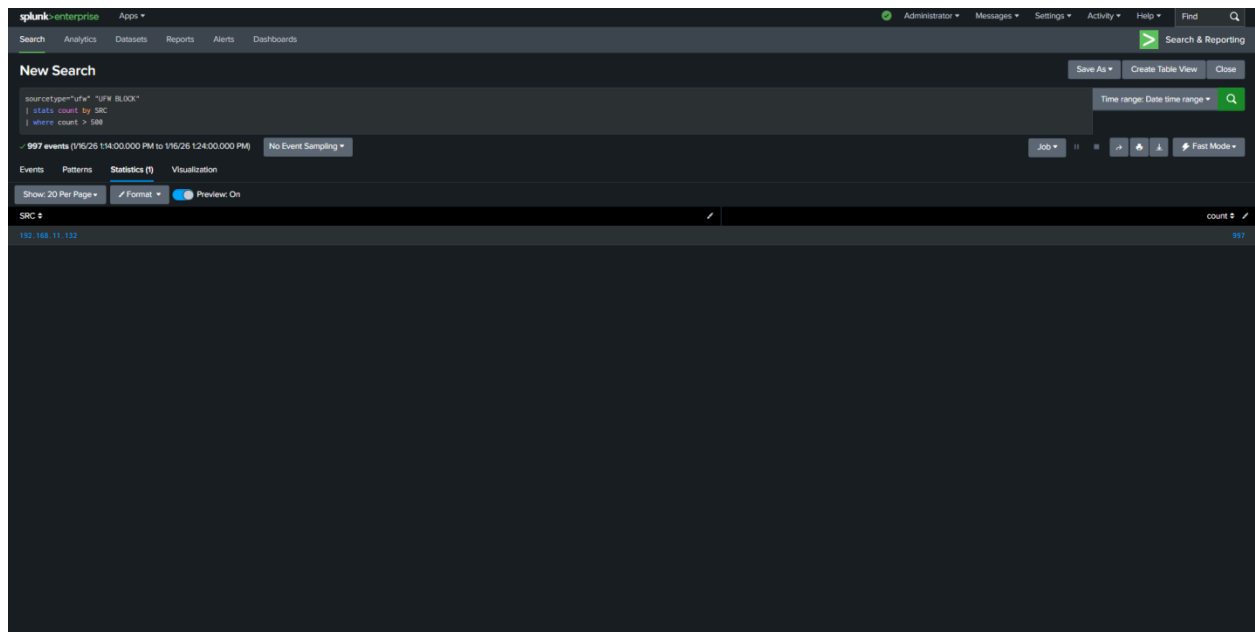 splunk>enterprise Apps Administrator Messages Settings Activity Help Find
Search Analytics Datasets Reports Alerts Dashboards Search & Reporting
New Search Save As Create Table View Close
sourcetype="ufw" "UFW BLOCK" Time range: Date time range
| stats count by SRC
| where count > 500
997 events (1/16/26 1:14:00.000 PM to 1/16/26 1:24:00.000 PM) No Event Sampling Job Fast Mode
Events Patterns Statistics (1) Visualization
Show: 20 Per Page Format Preview: On
SRC count
192.168.11.132 997